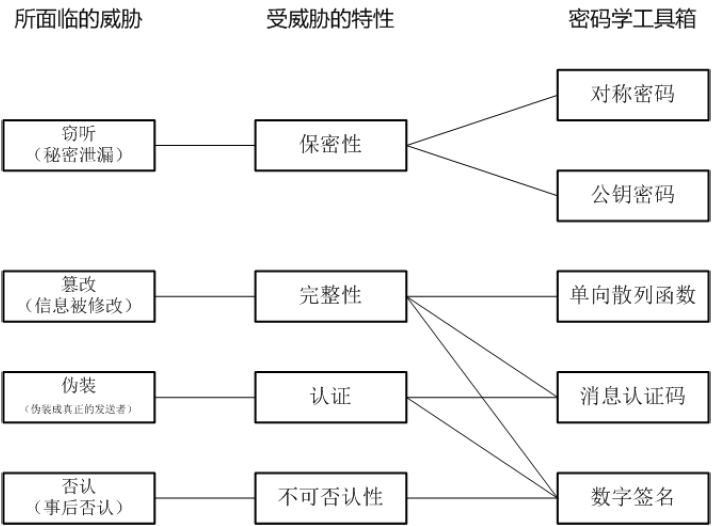 所面临的威胁
受威胁的特性
密码学工具箱
窃听
（秘密泄漏）
保密性
对称密码
公钥密码
篡改
（信息被修改）
完整性
单向散列函数
伪装
（伪装成真正的发送者）
认证
消息认证码
否认
（事后否认）
不可否认性
数字签名